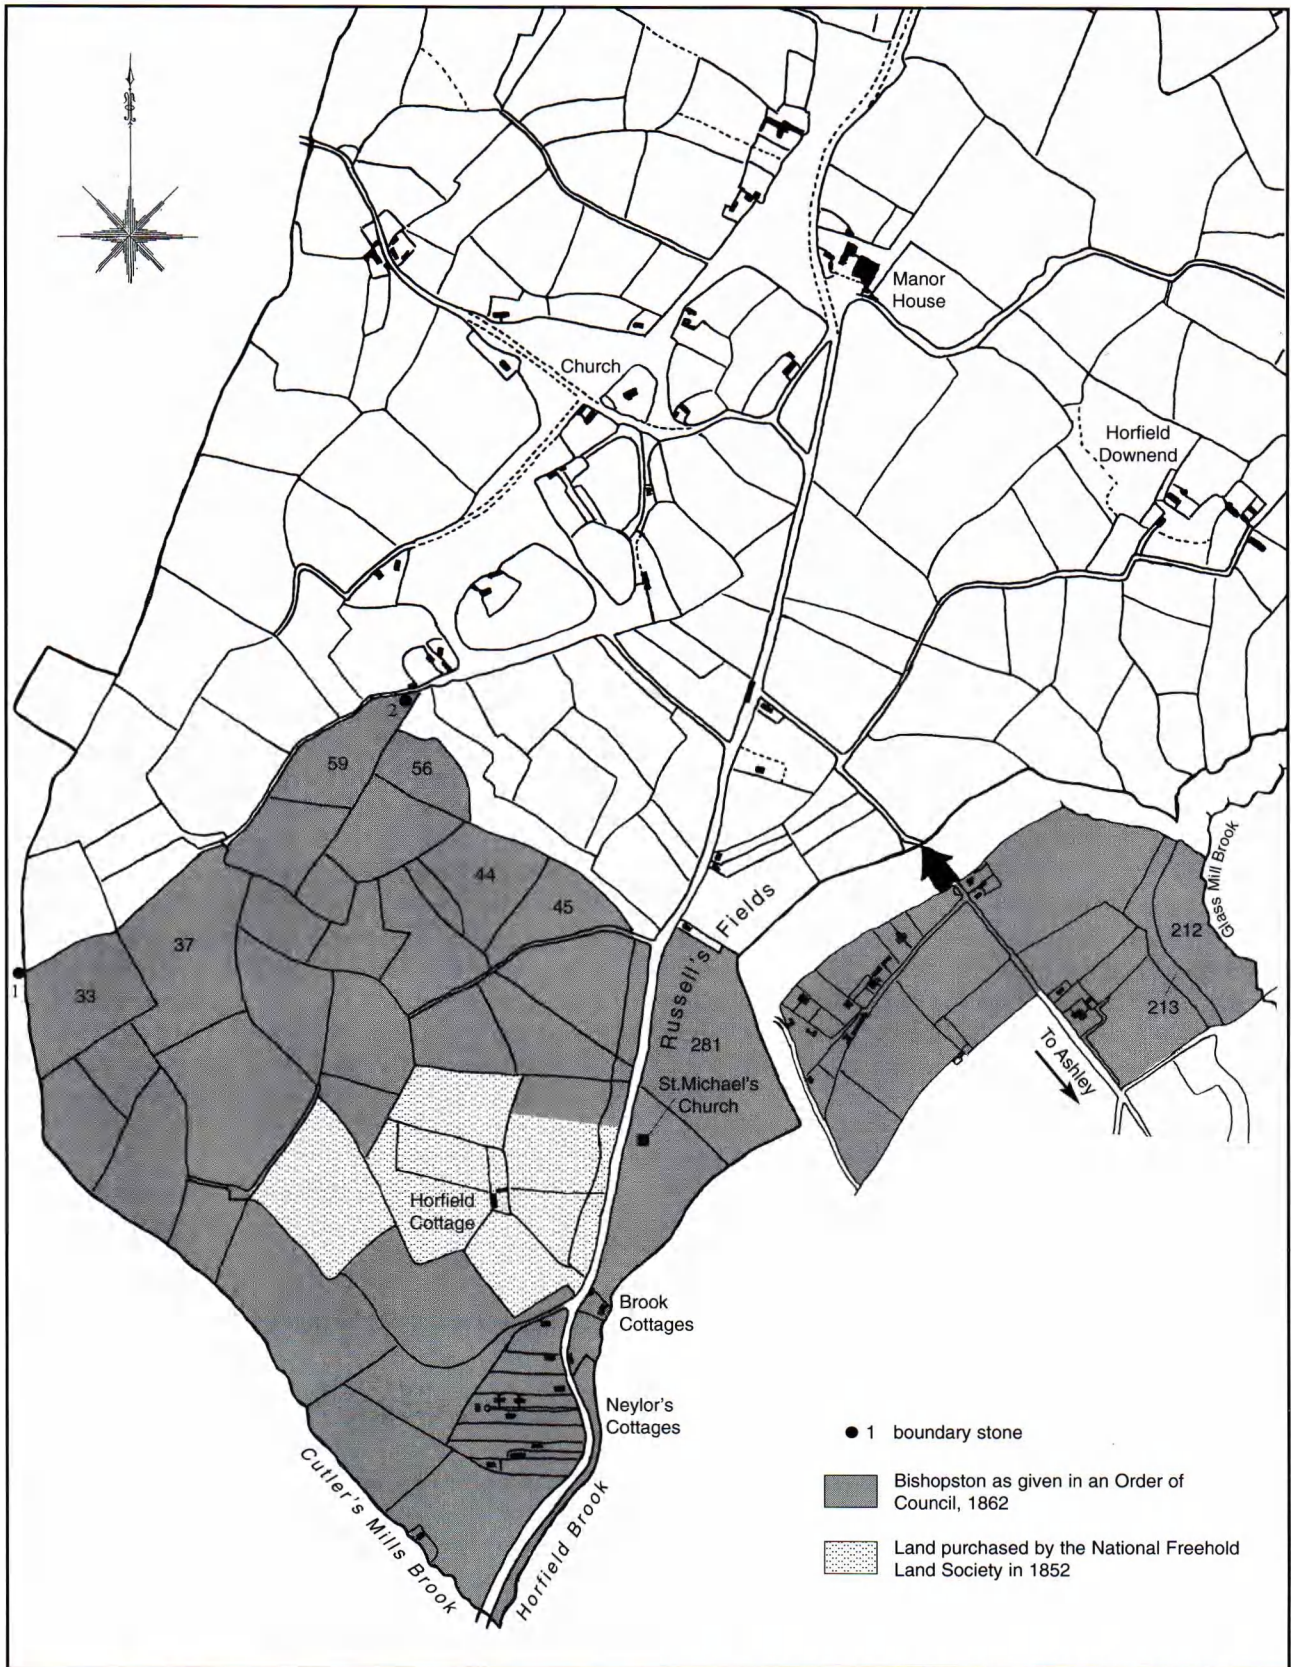 Manor
House
Church
Horfield
Downend
2
59
56
Glass Mill Brook
44
45
Russell's Fields
212
37
1
33
213
281
To Ashley
St.Michael's
Church
Horfield
Cottage
Brook
Cottages
Neylor's
Cottages
Cutler's Mills Brook
Horfield Brook
1 boundary stone
Bishopston as given in an Order of
Council, 1862
Land purchased by the National Freehold
Land Society in 1852